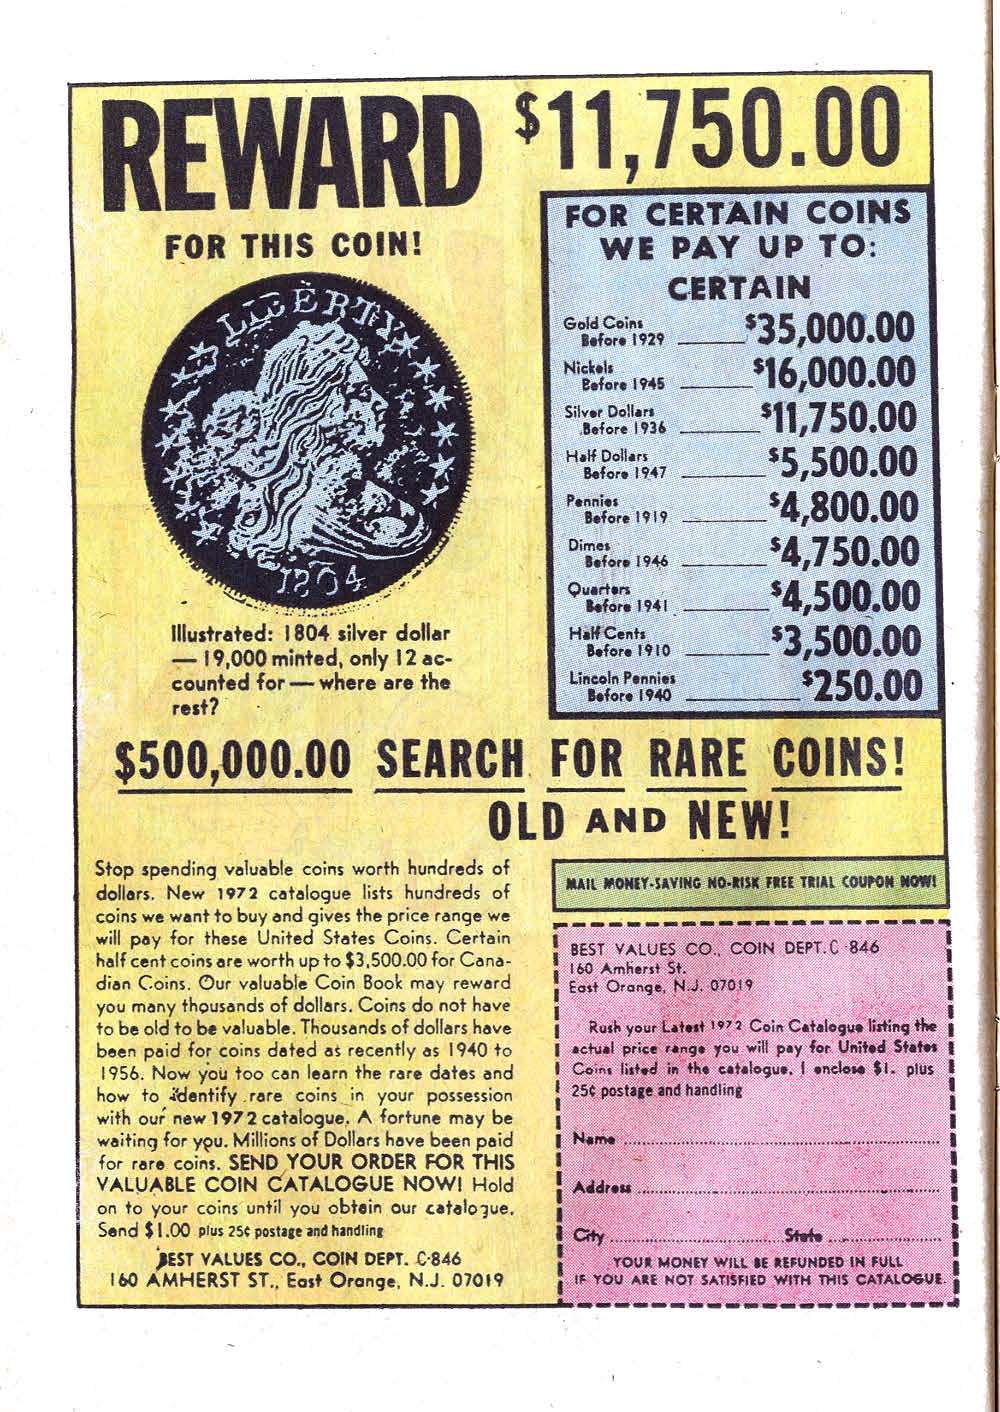 REWARD $11,750.00
FOR THIS COIN!
LIBERTY
1804
Illustrated: 1804 silver dollar
— 19,000 minted, only 12 ac-
counted for — where are the
rest?
FOR CERTAIN COINS
WE PAY UP TO:
CERTAIN
Gold Coins
Before 1929 $35,000.00
Nickels
Before 1945 $16,000.00
Silver Dollars
Before 1936 $11,750.00
Half Dollars
Before 1947 $5,500.00
Pennies
Before 1919 $4,800.00
Dimes
Before 1946 $4,750.00
Quarters
Before 1941 $4,500.00
Half Cents
Before 1910 $3,500.00
Lincoln Pennies
Before 1940 $250.00
$500,000.00 SEARCH FOR RARE COINS!
OLD AND NEW!
Stop spending valuable coins worth hundreds of
dollars. New 1972 catalogue lists hundreds of
coins we want to buy and gives the price range we
will pay for these United States Coins. Certain
half cent coins are worth up to $3,500.00 for Cana-
dian Coins. Our valuable Coin Book may reward
you many thousands of dollars. Coins do not have
to be old to be valuable. Thousands of dollars have
been paid for coins dated as recently as 1940 to
1956. Now you too can learn the rare dates and
how to identify rare coins in your possession
with our new 1972 catalogue. A fortune may be
waiting for you. Millions of Dollars have been paid
for rare coins. SEND YOUR ORDER FOR THIS
VALUABLE COIN CATALOGUE NOW! Hold
on to your coins until you obtain our catalogue.
Send $1.00 plus 25¢ postage and handling
BEST VALUES CO., COIN DEPT. C-846
160 AMHERST ST., East Orange, N.J. 07019
MAIL MONEY-SAVING NO-RISK FREE TRIAL COUPON NOW!
BEST VALUES CO., COIN DEPT. C-846
160 Amherst St.
East Orange, N.J. 07019
Rush your Latest 1972 Coin Catalogue listing the
actual price range you will pay for United States
Coins listed in the catalogue. I enclose $1. plus
25¢ postage and handling
Name
Address
City State
YOUR MONEY WILL BE REFUNDED IN FULL
IF YOU ARE NOT SATISFIED WITH THIS CATALOGUE.